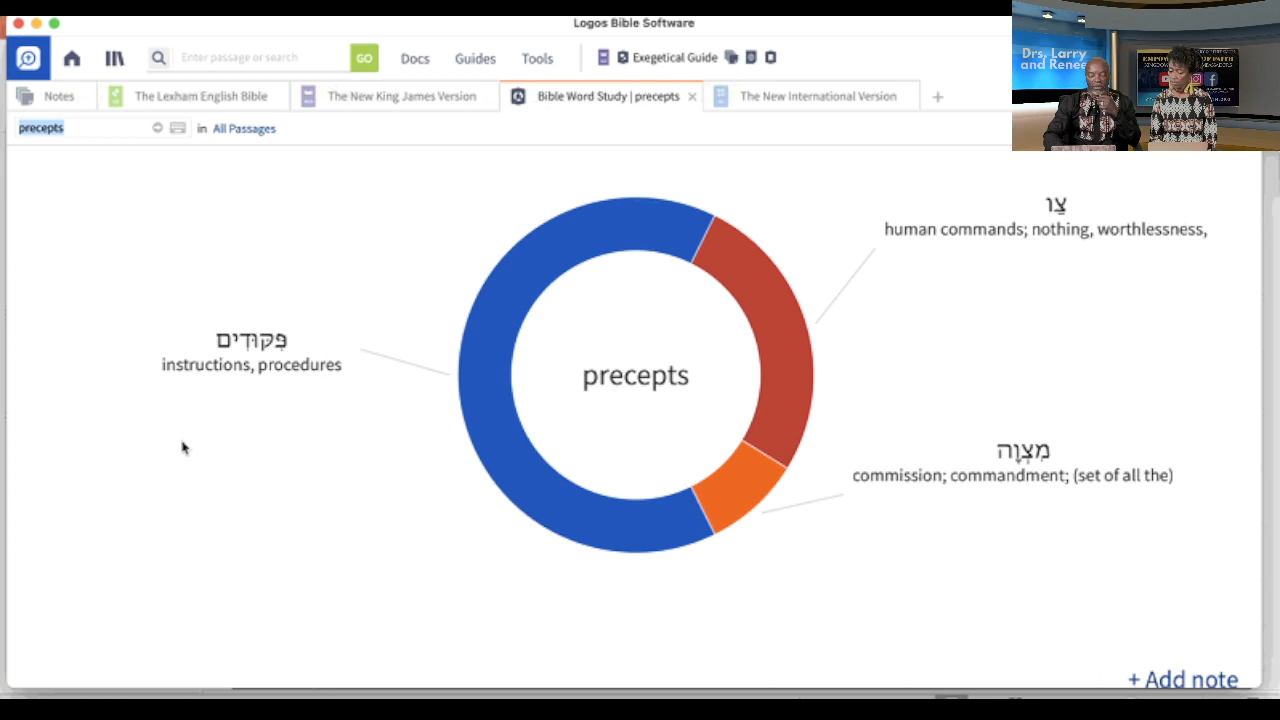 Logos Bible Software
Enter passage or search
GO
Docs
Guides
Tools
Exegetical Guide
Notes
The Lexham English Bible
The New King James Version
Bible Word Study | precepts
The New International Version
precepts
in All Passages
Drs. Larry
and Renee
צַו
human commands; nothing, worthlessness,
פִּקּוּדִים
instructions, procedures
precepts
מִצְוָה
commission; commandment; (set of all the)
+ Add note